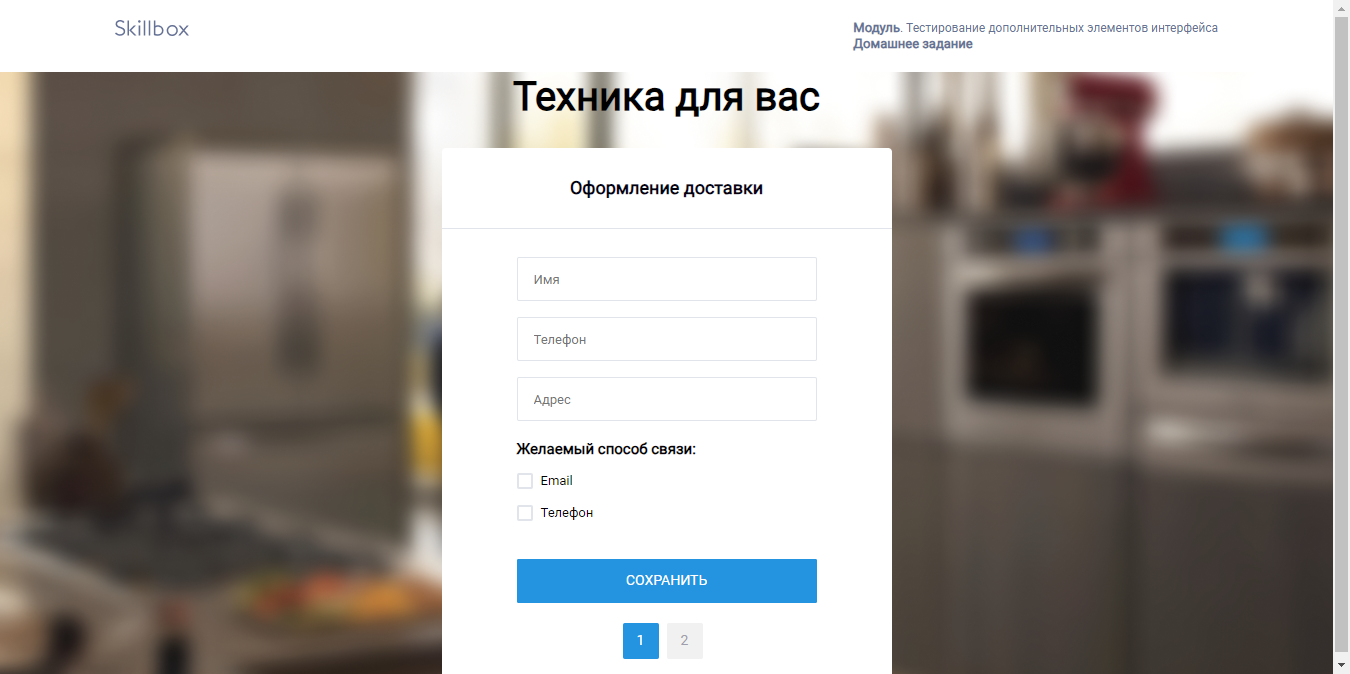 Skillbox
Модуль. Тестирование дополнительных элементов интерфейса
Домашнее задание
Техника для вас
Оформление доставки
Имя
Телефон
Адрес
Желаемый способ связи:
Email
Телефон
СОХРАНИТЬ
1 2